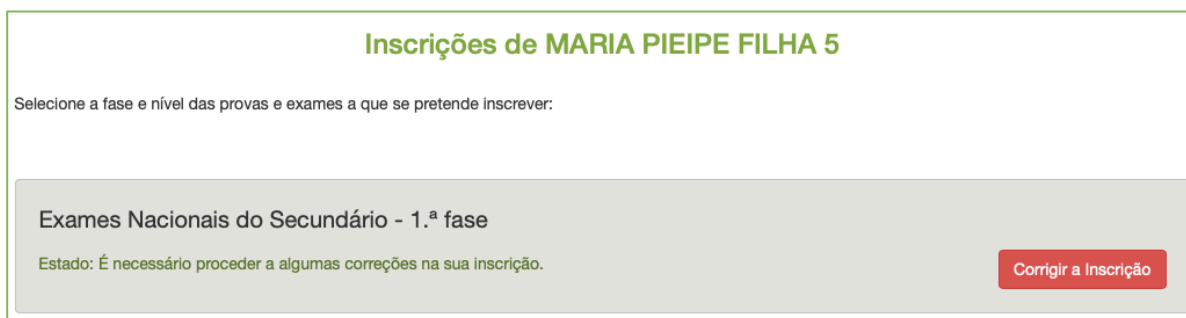 Inscrições de MARIA PIEIPE FILHA 5
Selecione a fase e nível das provas e exames a que se pretende inscrever:
Exames Nacionais do Secundário - 1.ª fase
Estado: É necessário proceder a algumas correções na sua inscrição.
Corrigir a Inscrição